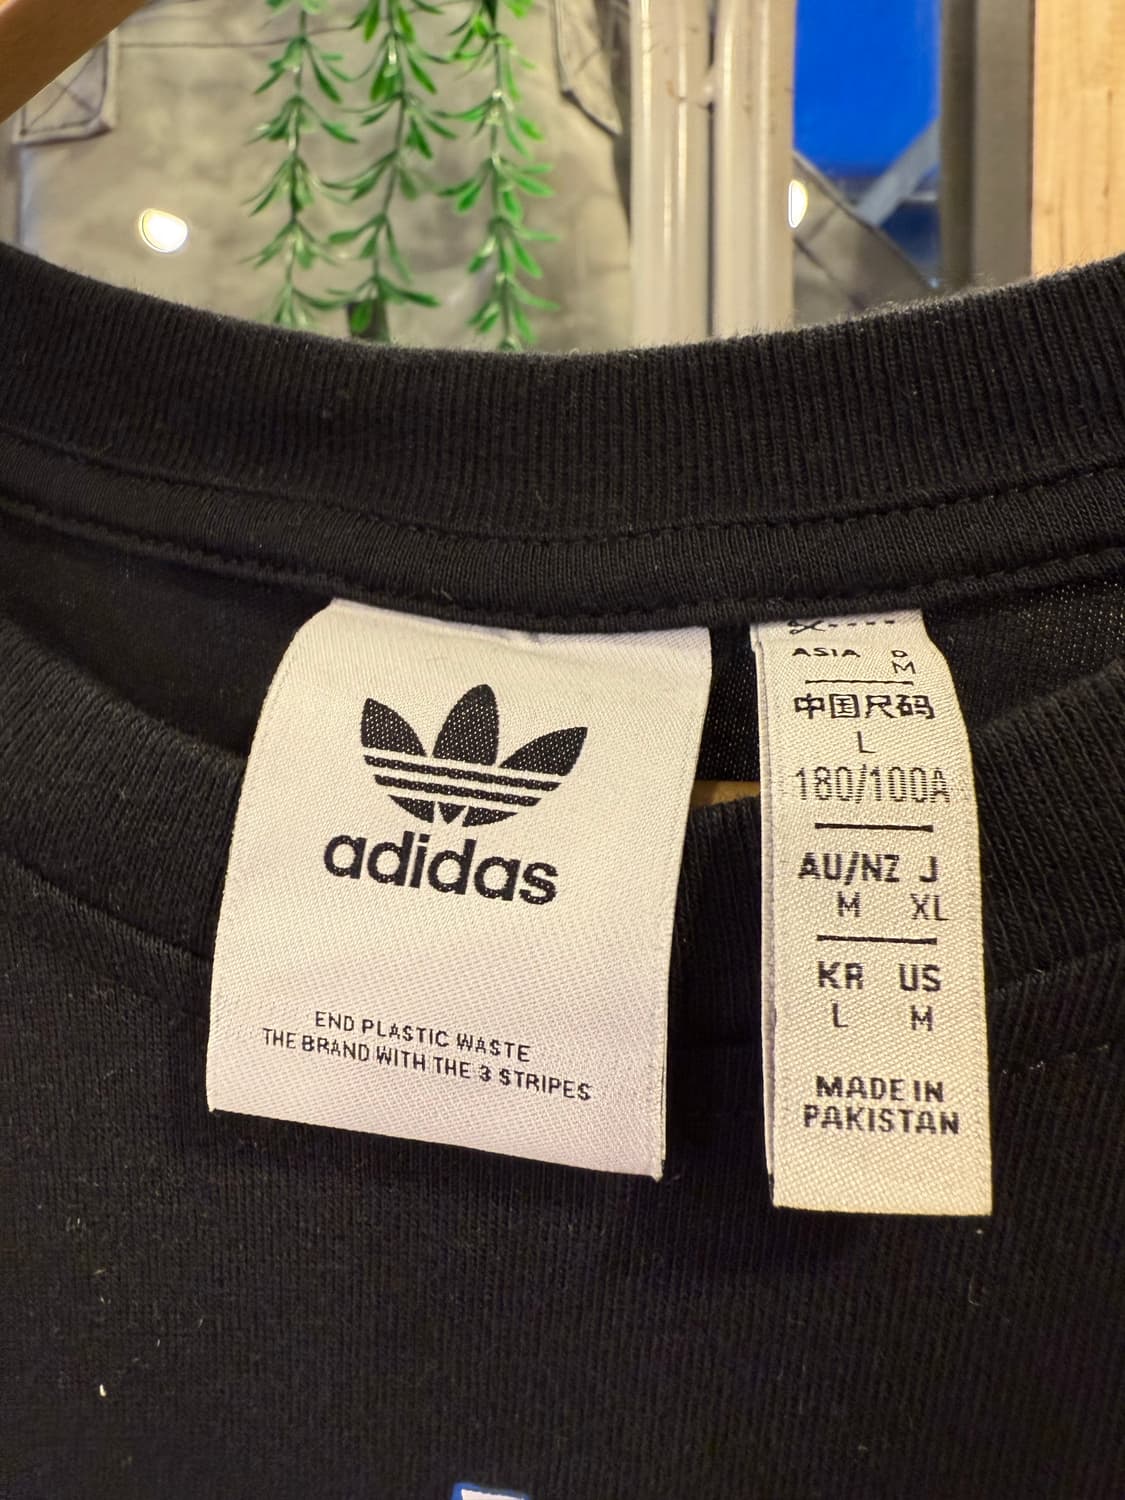 adidas
END PLASTIC WASTE
THE BRAND WITH THE 3 STRIPES
ASIA D
M
中国尺码
L
180/100A
AU/NZ J
M XL
KR US
L M
MADE IN
PAKISTAN